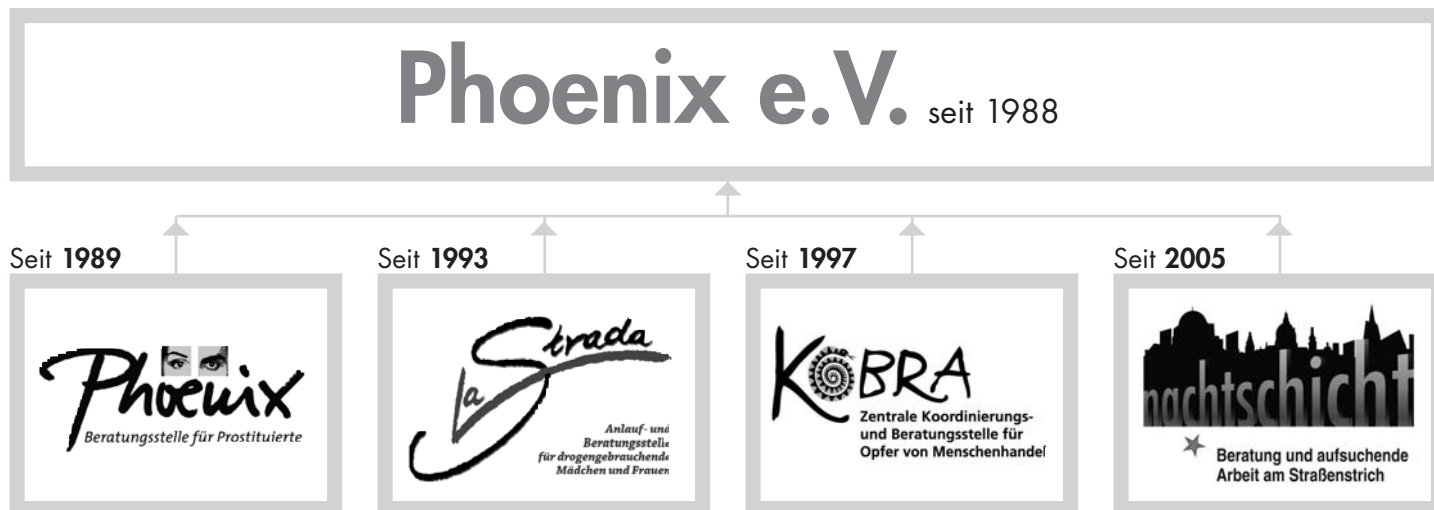 Phoenix e.V. seit 1988
Seit 1989
Phoenix
Beratungsstelle für Prostituierte
Seit 1993
La Strada
Anlauf- und
Beratungsstelle
für drogengebrauchende
Mädchen und Frauen
Seit 1997
KOBRA
Zentrale Koordinierungs-
und Beratungsstelle für
Opfer von Menschenhandel
Seit 2005
nachtschicht
Beratung und aufsuchende
Arbeit am Straßenstrich